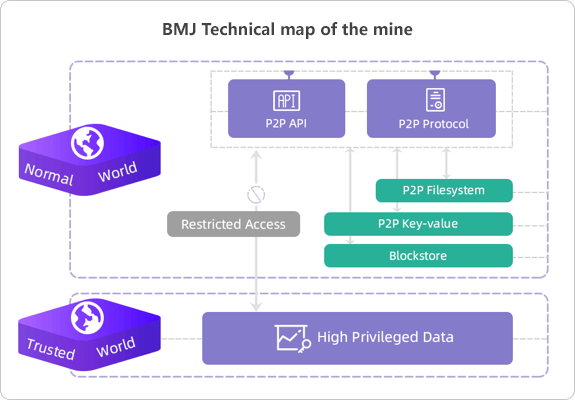 BMJ Technical map of the mine
API
P2P API
P2P Protocol
Normal World
P2P Filesystem
P2P Key-value
Restricted Access
Blockstore
Trusted World
High Privileged Data